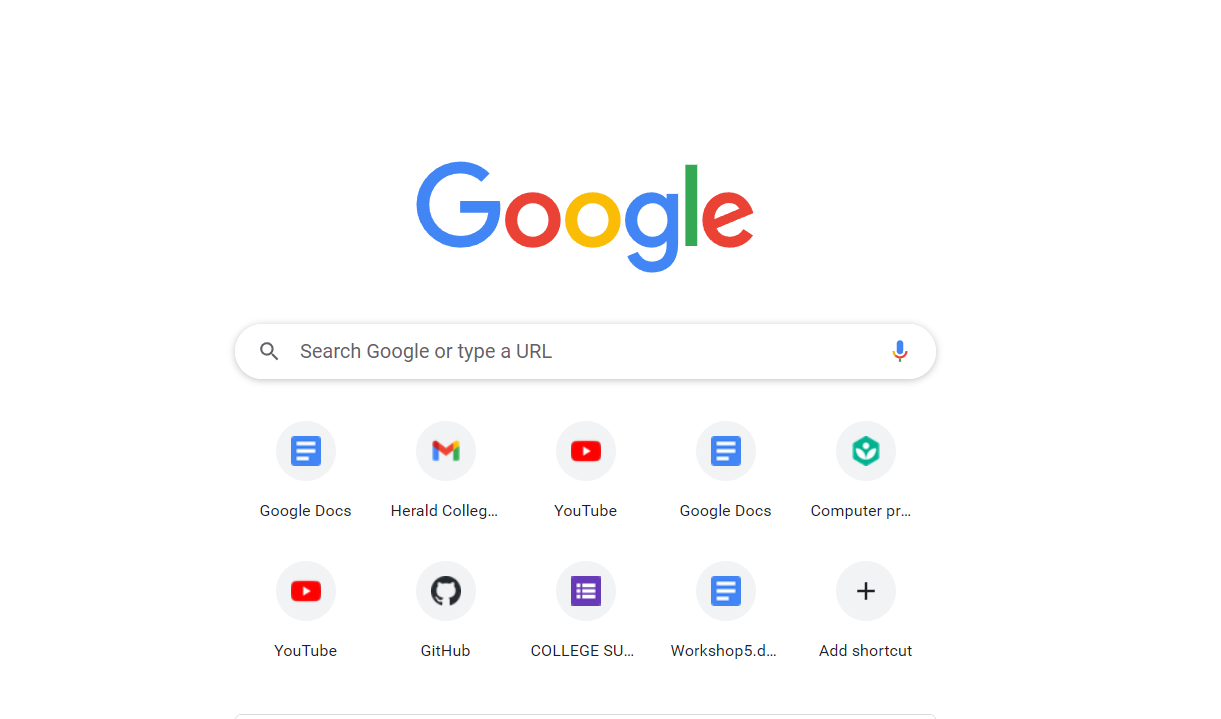 Google
Search Google or type a URL
Google Docs
Herald Colleg...
YouTube
Google Docs
Computer pr...
YouTube
GitHub
COLLEGE SU...
Workshop5.d...
Add shortcut